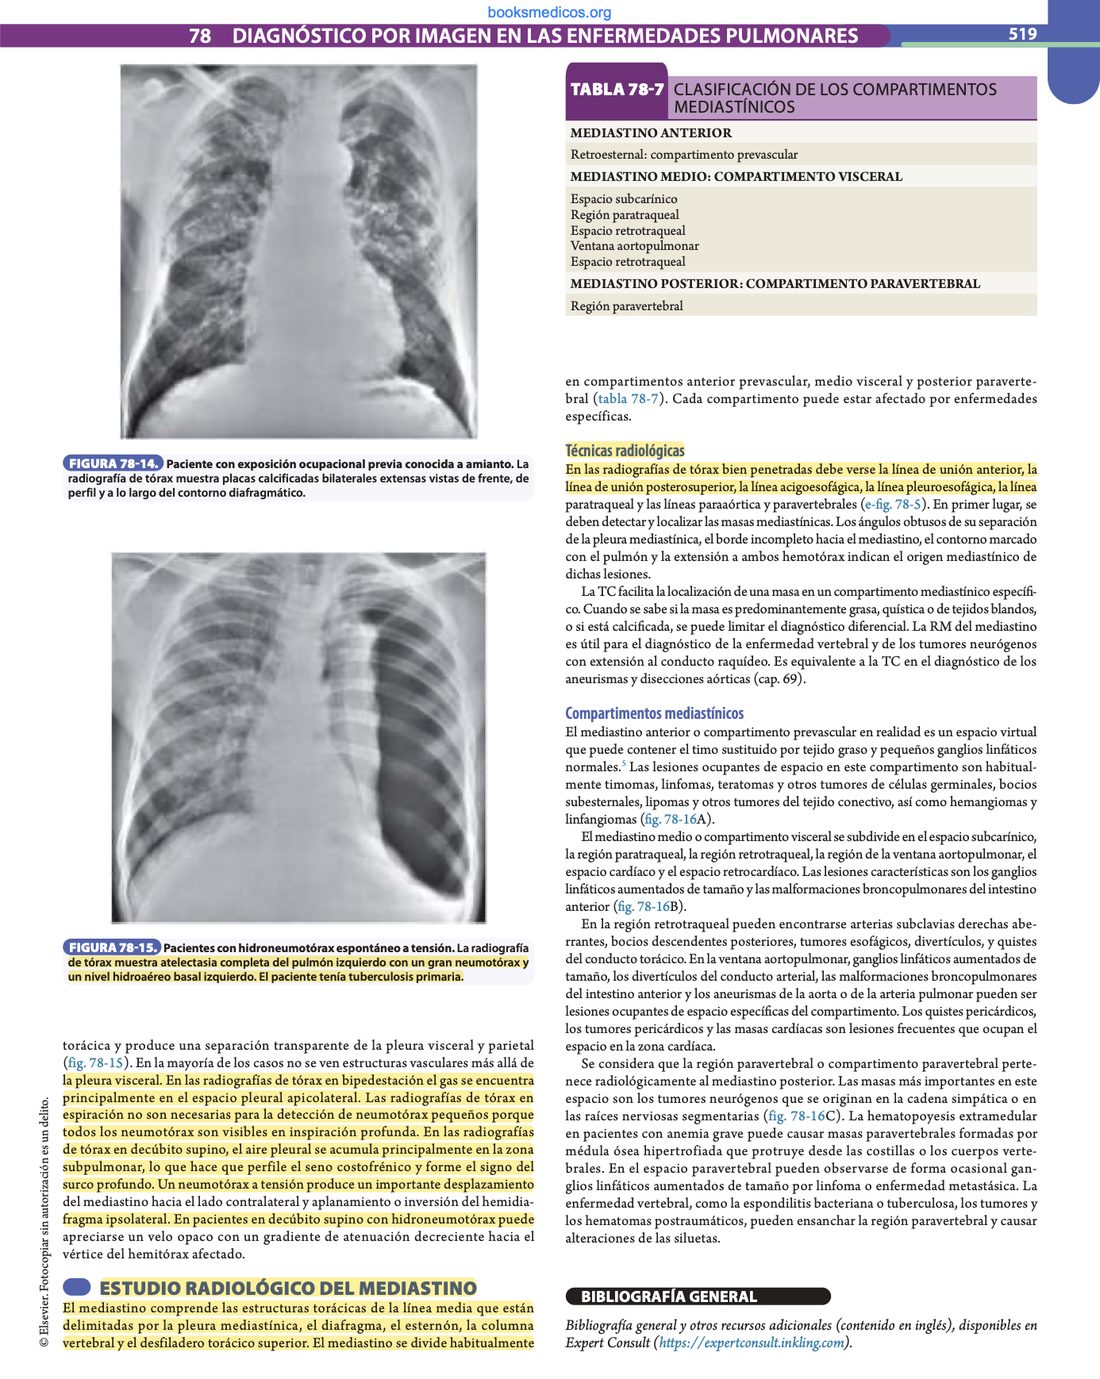 booksmedicos.org
78 DIAGNÓSTICO POR IMAGEN EN LAS ENFERMEDADES PULMONARES
519
FIGURA 78-14. Paciente con exposición ocupacional previa conocida a amianto. La
radiografía de tórax muestra placas calcificadas bilaterales extensas vistas de frente, de
perfil y a lo largo del contorno diafragmático.
FIGURA 78-15. Pacientes con hidroneumotórax espontáneo a tensión. La radiografía
de tórax muestra atelectasia completa del pulmón izquierdo con un gran neumotórax y
un nivel hidroaéreo basal izquierdo. El paciente tenía tuberculosis primaria.
torácica y produce una separación transparente de la pleura visceral y parietal
(fig. 78-15). En la mayoría de los casos no se ven estructuras vasculares más allá de
la pleura visceral. En las radiografías de tórax en bipedestación el gas se encuentra
principalmente en el espacio pleural apicolateral. Las radiografías de tórax en
espiración no son necesarias para la detección de neumotórax pequeños porque
todos los neumotórax son visibles en inspiración profunda. En las radiografías
de tórax en decúbito supino, el aire pleural se acumula principalmente en la zona
subpulmonar, lo que hace que perfile el seno costofrénico y forme el signo del
surco profundo. Un neumotórax a tensión produce un importante desplazamiento
del mediastino hacia el lado contralateral y aplanamiento o inversión del hemidia-
fragma ipsolateral. En pacientes en decúbito supino con hidroneumotórax puede
apreciarse un velo opaco con un gradiente de atenuación decreciente hacia el
vértice del hemitórax afectado.
ESTUDIO RADIOLÓGICO DEL MEDIASTINO
El mediastino comprende las estructuras torácicas de la línea media que están
delimitadas por la pleura mediastínica, el diafragma, el esternón, la columna
vertebral y el desfiladero torácico superior. El mediastino se divide habitualmente
© Elsevier. Fotocopiar sin autorización es un delito.
TABLA 78-7 CLASIFICACIÓN DE LOS COMPARTIMENTOS
MEDIASTÍNICOS
MEDIASTINO ANTERIOR
Retroesternal: compartimento prevascular
MEDIASTINO MEDIO: COMPARTIMENTO VISCERAL
Espacio subcarínico
Región paratraqueal
Espacio retrotraqueal
Ventana aortopulmonar
Espacio retrotraqueal
MEDIASTINO POSTERIOR: COMPARTIMENTO PARAVERTEBRAL
Región paravertebral
en compartimentos anterior prevascular, medio visceral y posterior paraverte-
bral (tabla 78-7). Cada compartimento puede estar afectado por enfermedades
específicas.
Técnicas radiológicas
En las radiografías de tórax bien penetradas debe verse la línea de unión anterior, la
línea de unión posterosuperior, la línea acigoesofágica, la línea pleuroesofágica, la línea
paratraqueal y las líneas paraaórtica y paravertebrales (e-fig. 78-5). En primer lugar, se
deben detectar y localizar las masas mediastínicas. Los ángulos obtusos de su separación
de la pleura mediastínica, el borde incompleto hacia el mediastino, el contorno marcado
con el pulmón y la extensión a ambos hemotórax indican el origen mediastínico de
dichas lesiones.
La TC facilita la localización de una masa en un compartimento mediastínico específi-
co. Cuando se sabe si la masa es predominantemente grasa, quística o de tejidos blandos,
o si está calcificada, se puede limitar el diagnóstico diferencial. La RM del mediastino
es útil para el diagnóstico de la enfermedad vertebral y de los tumores neurógenos
con extensión al conducto raquídeo. Es equivalente a la TC en el diagnóstico de los
aneurismas y disecciones aórticas (cap. 69).
Compartimentos mediastínicos
El mediastino anterior o compartimento prevascular en realidad es un espacio virtual
que puede contener el timo sustituido por tejido graso y pequeños ganglios linfáticos
normales.5 Las lesiones ocupantes de espacio en este compartimento son habitual-
mente timomas, linfomas, teratomas y otros tumores de células germinales, bocios
subesternales, lipomas y otros tumores del tejido conectivo, así como hemangiomas y
linfangiomas (fig. 78-16A).
El mediastino medio o compartimento visceral se subdivide en el espacio subcarínico,
la región paratraqueal, la región retrotraqueal, la región de la ventana aortopulmonar, el
espacio cardíaco y el espacio retrocardíaco. Las lesiones características son los ganglios
linfáticos aumentados de tamaño y las malformaciones broncopulmonares del intestino
anterior (fig. 78-16B).
En la región retrotraqueal pueden encontrarse arterias subclavias derechas abe-
rrantes, bocios descendentes posteriores, tumores esofágicos, divertículos, y quistes
del conducto torácico. En la ventana aortopulmonar, ganglios linfáticos aumentados de
tamaño, los divertículos del conducto arterial, las malformaciones broncopulmonares
del intestino anterior y los aneurismas de la aorta o de la arteria pulmonar pueden ser
lesiones ocupantes de espacio específicas del compartimento. Los quistes pericárdicos,
los tumores pericárdicos y las masas cardíacas son lesiones frecuentes que ocupan el
espacio en la zona cardíaca.
Se considera que la región paravertebral o compartimento paravertebral perte-
nece radiológicamente al mediastino posterior. Las masas más importantes en este
espacio son los tumores neurógenos que se originan en la cadena simpática o en
las raíces nerviosas segmentarias (fig. 78-16C). La hematopoyesis extramedular
en pacientes con anemia grave puede causar masas paravertebrales formadas por
médula ósea hipertrofiada que protruye desde las costillas o los cuerpos verte-
brales. En el espacio paravertebral pueden observarse de forma ocasional gan-
glios linfáticos aumentados de tamaño por linfoma o enfermedad metastásica. La
enfermedad vertebral, como la espondilitis bacteriana o tuberculosa, los tumores y
los hematomas postraumáticos, pueden ensanchar la región paravertebral y causar
alteraciones de las siluetas.
BIBLIOGRAFÍA GENERAL
Bibliografía general y otros recursos adicionales (contenido en inglés), disponibles en
Expert Consult (https://expertconsult.inkling.com).